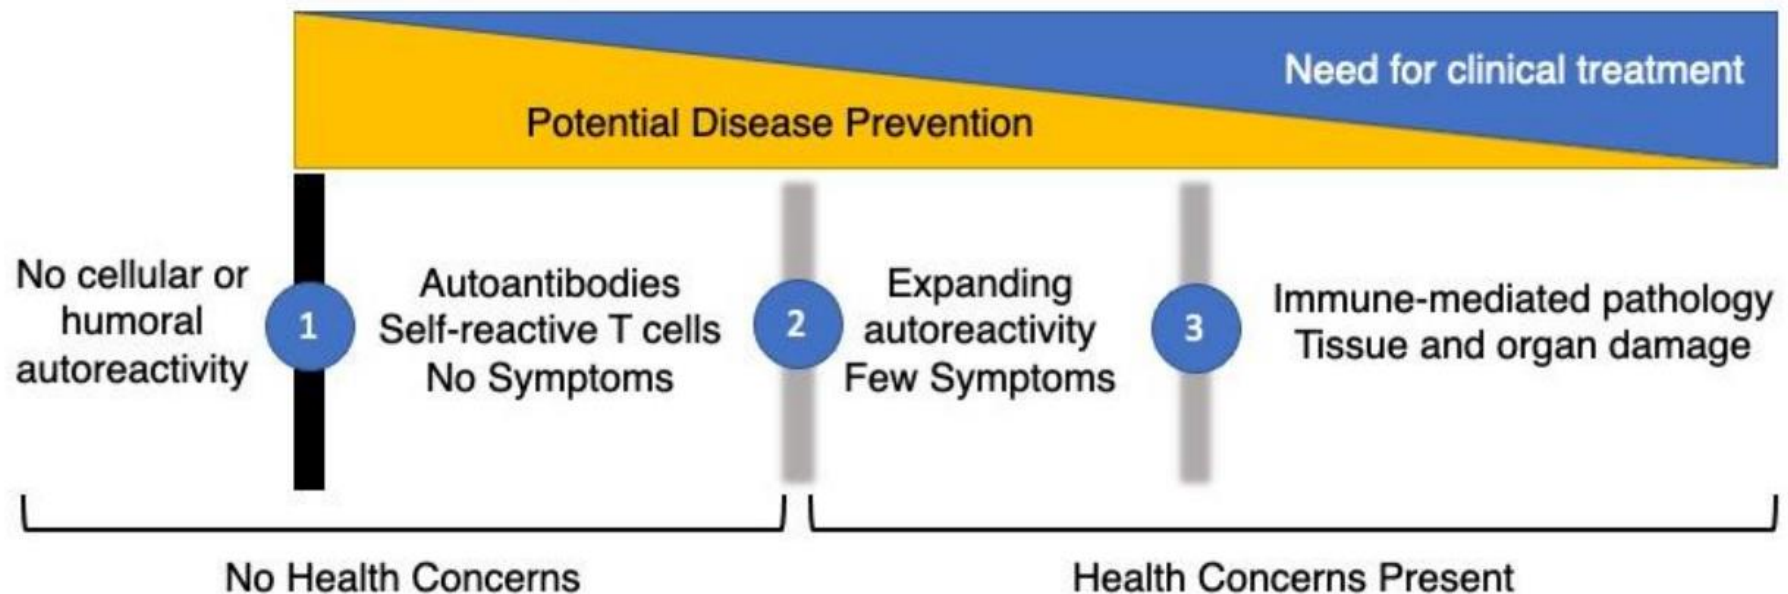 Need for clinical treatment
Potential Disease Prevention
No cellular or
humoral
autoreactivity
1
Autoantibodies
Self-reactive T cells
No Symptoms
2
Expanding
autoreactivity
Few Symptoms
3
Immune-mediated pathology
Tissue and organ damage
No Health Concerns
Health Concerns Present